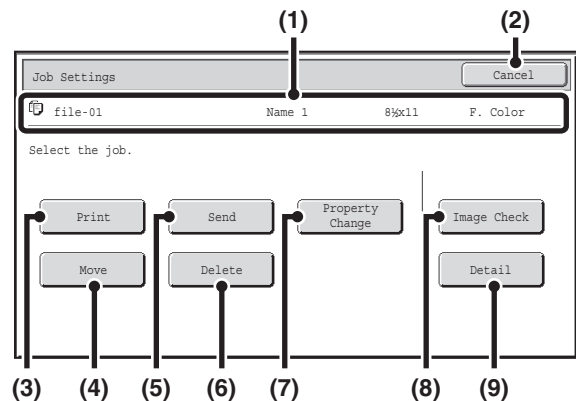 (1) (2)
Job Settings Cancel
file-01 Name 1 8½x11 F. Color
Select the job.
Print Send Property Change Image Check
Move Delete Detail
(3) (4) (5) (6) (7) (8) (9)